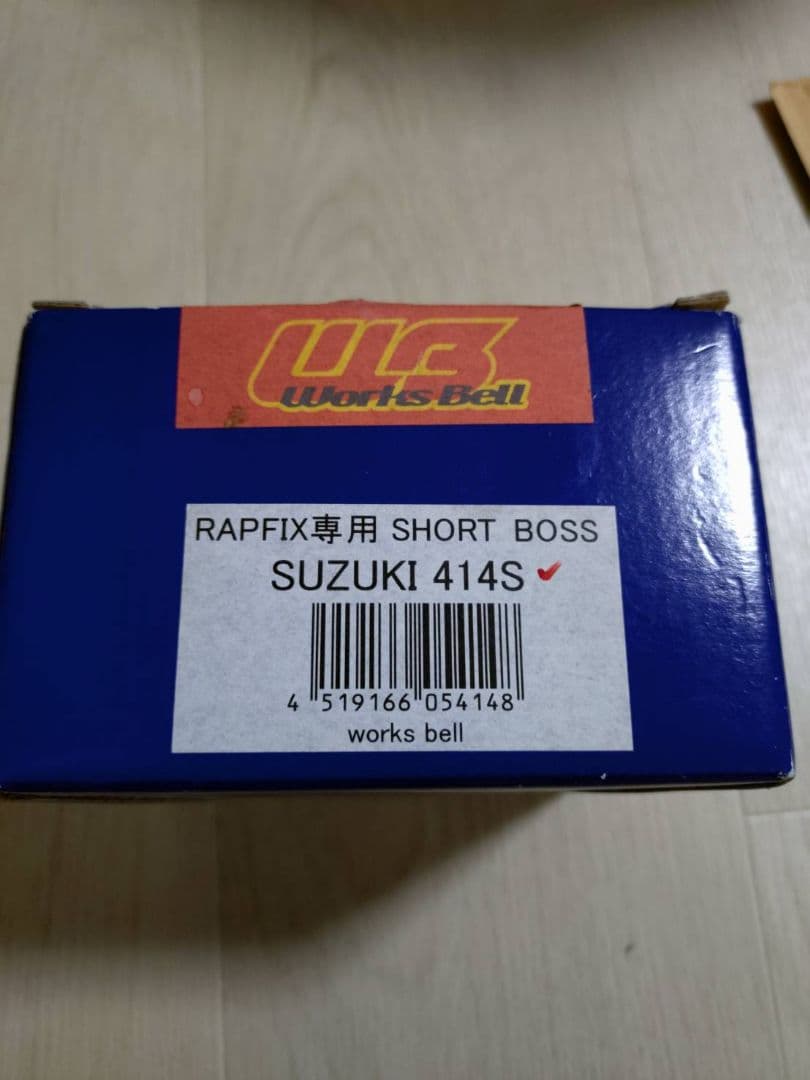 WB
Works Bell
RAPFIX専用 SHORT BOSS
SUZUKI 414S
4 519166 054148
works bell